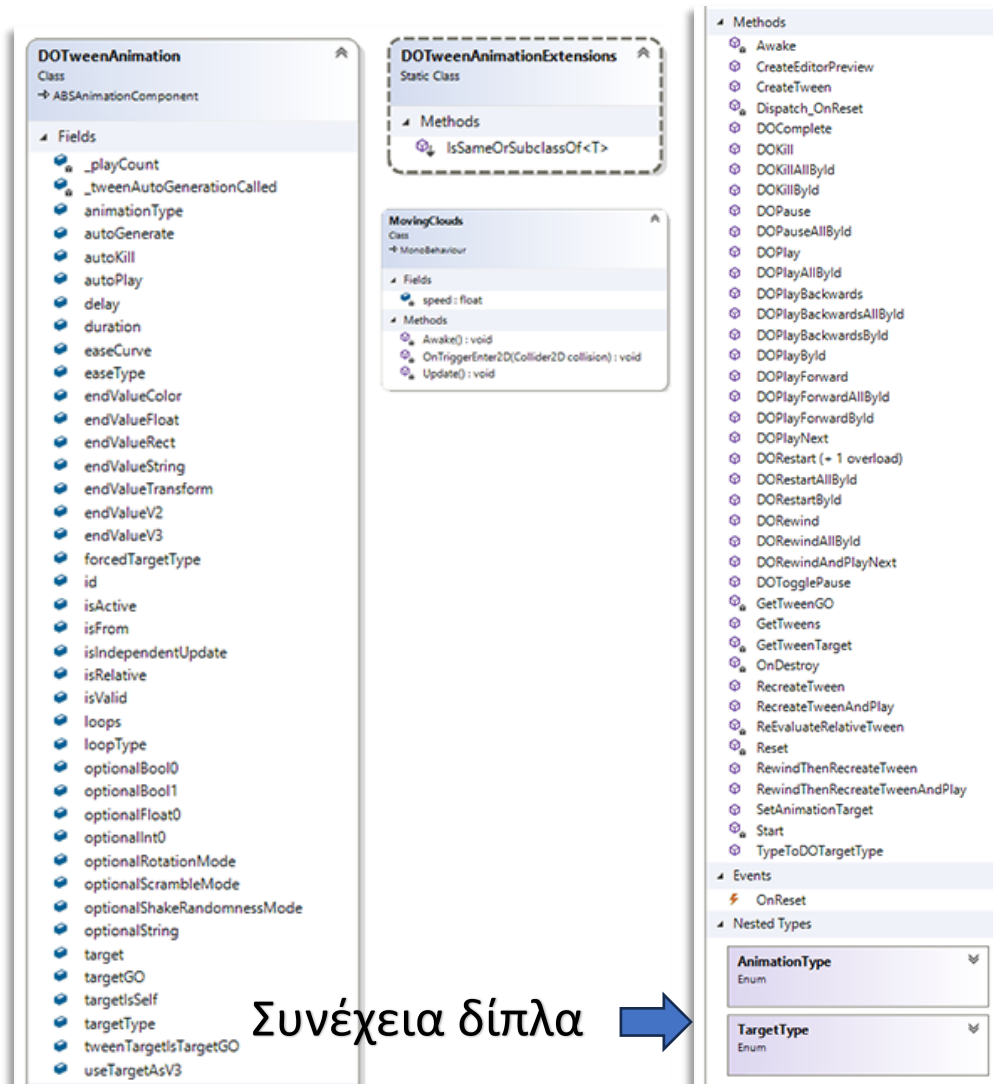 DOTweenAnimation
Class
ABSAnimationComponent
Fields
_playCount
_tweenAutoGenerationCalled
animationType
autoGenerate
autoKill
autoPlay
delay
duration
easeCurve
easeType
endValueColor
endValueFloat
endValueRect
endValueString
endValueTransform
endValueV2
endValueV3
forcedTargetType
id
isActive
isFrom
isIndependentUpdate
isRelative
isValid
loops
loopType
optionalBool0
optionalBool1
optionalFloat0
optionalInt0
optionalRotationMode
optionalScrambleMode
optionalShakeRandomnessMode
optionalString
target
targetGO
targetIsSelf
targetType
tweenTargetIsTargetGO
useTargetAsV3
DOTweenAnimationExtensions
Static Class
Methods
IsSameOrSubclassOf<T>
MovingClouds
Class
MonoBehaviour
Fields
speed : float
Methods
Awake() : void
OnTriggerEnter2D(Collider2D collision) : void
Update() : void
Συνέχεια δίπλα
Methods
Awake
CreateEditorPreview
CreateTween
Dispatch_OnReset
DOComplete
DOKill
DOKillAllById
DOKillById
DOPause
DOPauseAllById
DOPlay
DOPlayAllById
DOPlayBackwards
DOPlayBackwardsAllById
DOPlayBackwardsById
DOPlayById
DOPlayForward
DOPlayForwardAllById
DOPlayForwardById
DOPlayNext
DORestart (+ 1 overload)
DORestartAllById
DORestartById
DORewind
DORewindAllById
DORewindAndPlayNext
DOTogglePause
GetTweenGO
GetTweens
GetTweenTarget
OnDestroy
RecreateTween
RecreateTweenAndPlay
ReEvaluateRelativeTween
Reset
RewindThenRecreateTween
RewindThenRecreateTweenAndPlay
SetAnimationTarget
Start
TypeToDOTargetType
Events
OnReset
Nested Types
AnimationType
Enum
TargetType
Enum